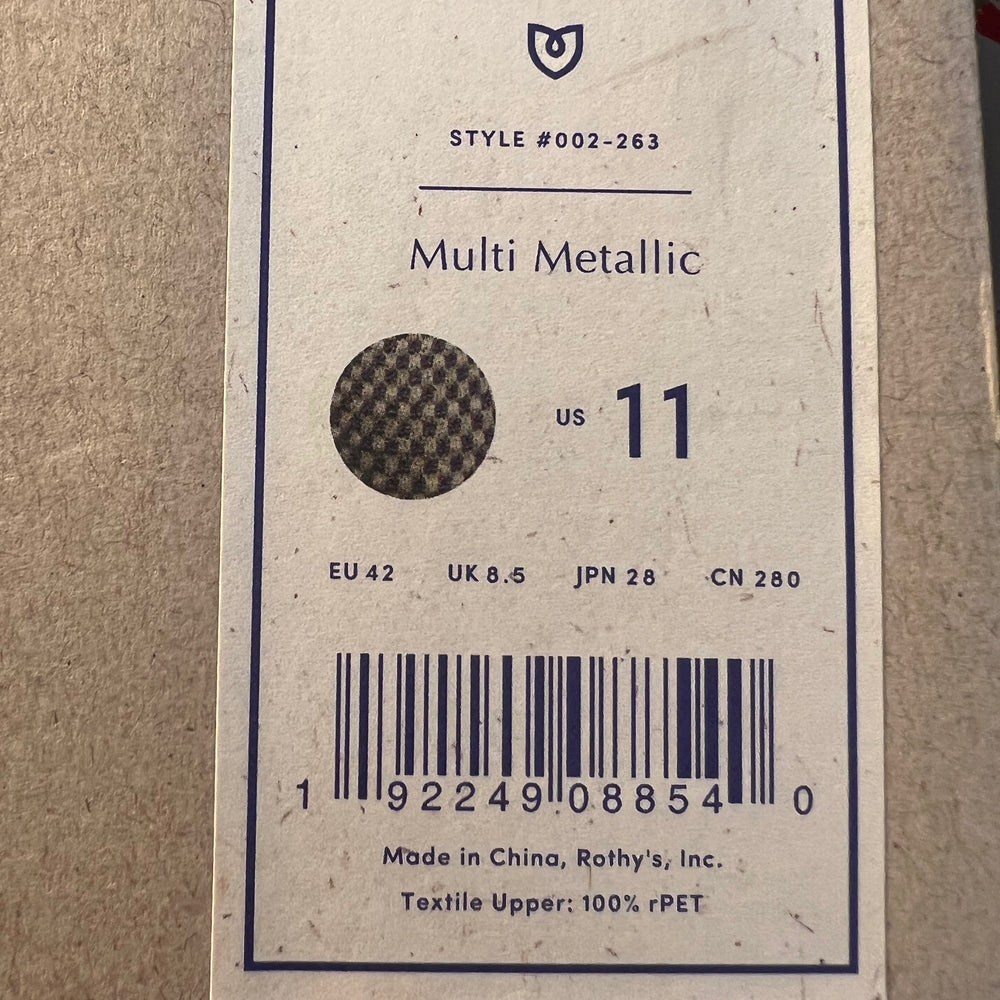 STYLE #002-263
Multi Metallic
US 11
EU 42 UK 8.5 JPN 28 CN 280
1 92249 08854 0
Made in China, Rothy's, Inc.
Textile Upper: 100% rPET